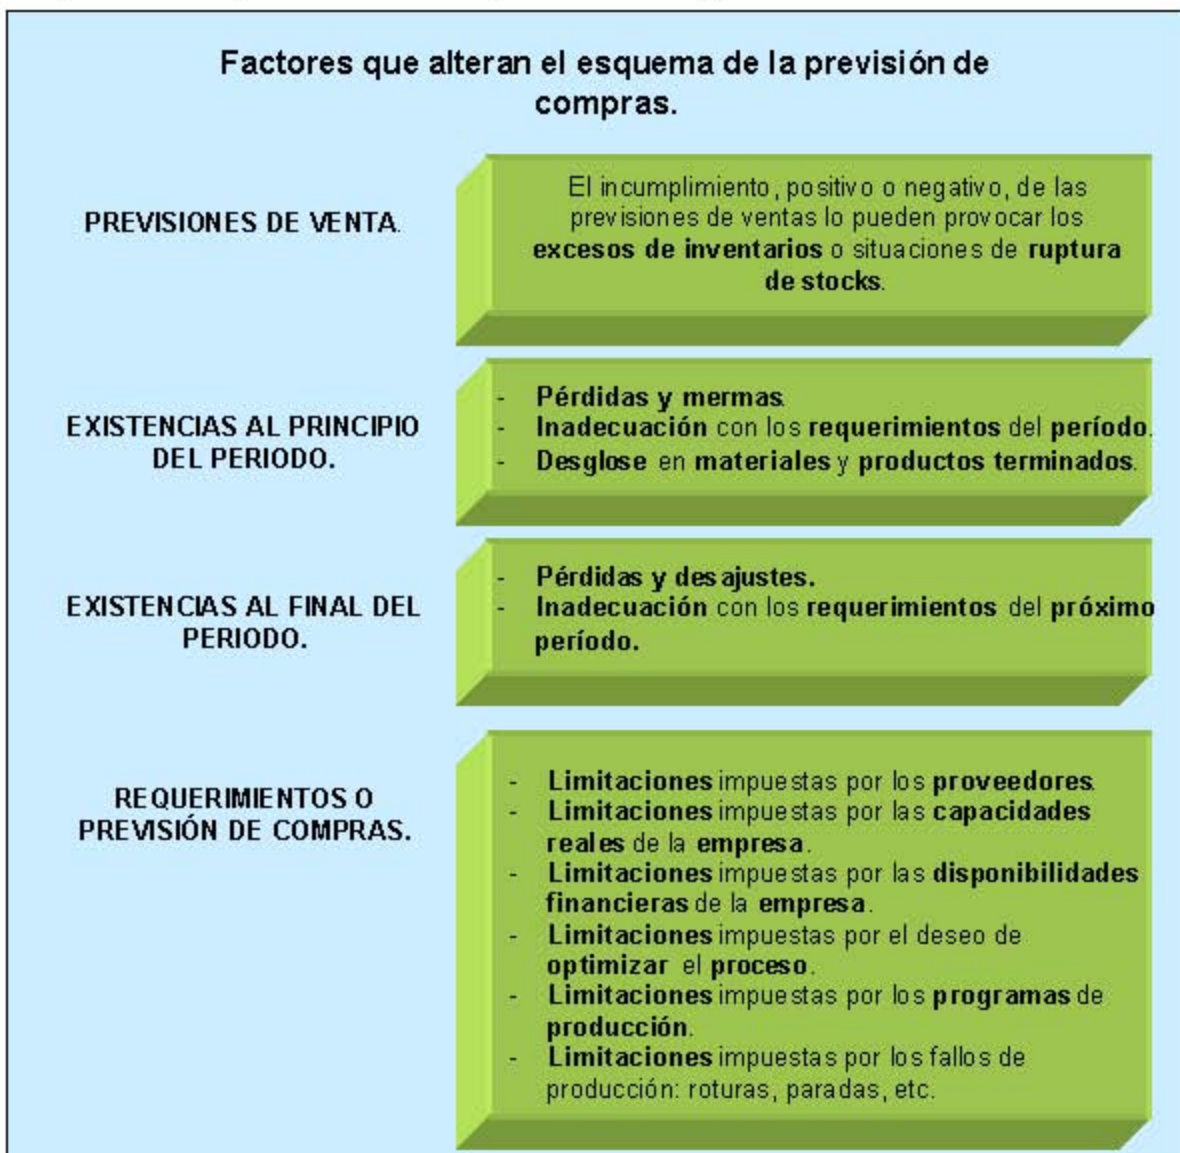 Factores que alteran el esquema de la previsión de
compras.
PREVISIONES DE VENTA.
El incumplimiento, positivo o negativo, de las
previsiones de ventas lo pueden provocar los
excesos de inventarios o situaciones de ruptura
de stocks.
EXISTENCIAS AL PRINCIPIO
DEL PERIODO.
- Pérdidas y mermas.
- Inadecuación con los requerimientos del período.
- Desglose en materiales y productos terminados.
EXISTENCIAS AL FINAL DEL
PERIODO.
- Pérdidas y desajustes.
- Inadecuación con los requerimientos del próximo
período.
REQUERIMIENTOS O
PREVISIÓN DE COMPRAS.
- Limitaciones impuestas por los proveedores.
- Limitaciones impuestas por las capacidades
reales de la empresa.
- Limitaciones impuestas por las disponibilidades
financieras de la empresa.
- Limitaciones impuestas por el deseo de
optimizar el proceso.
- Limitaciones impuestas por los programas de
producción.
- Limitaciones impuestas por los fallos de
producción: roturas, paradas, etc.